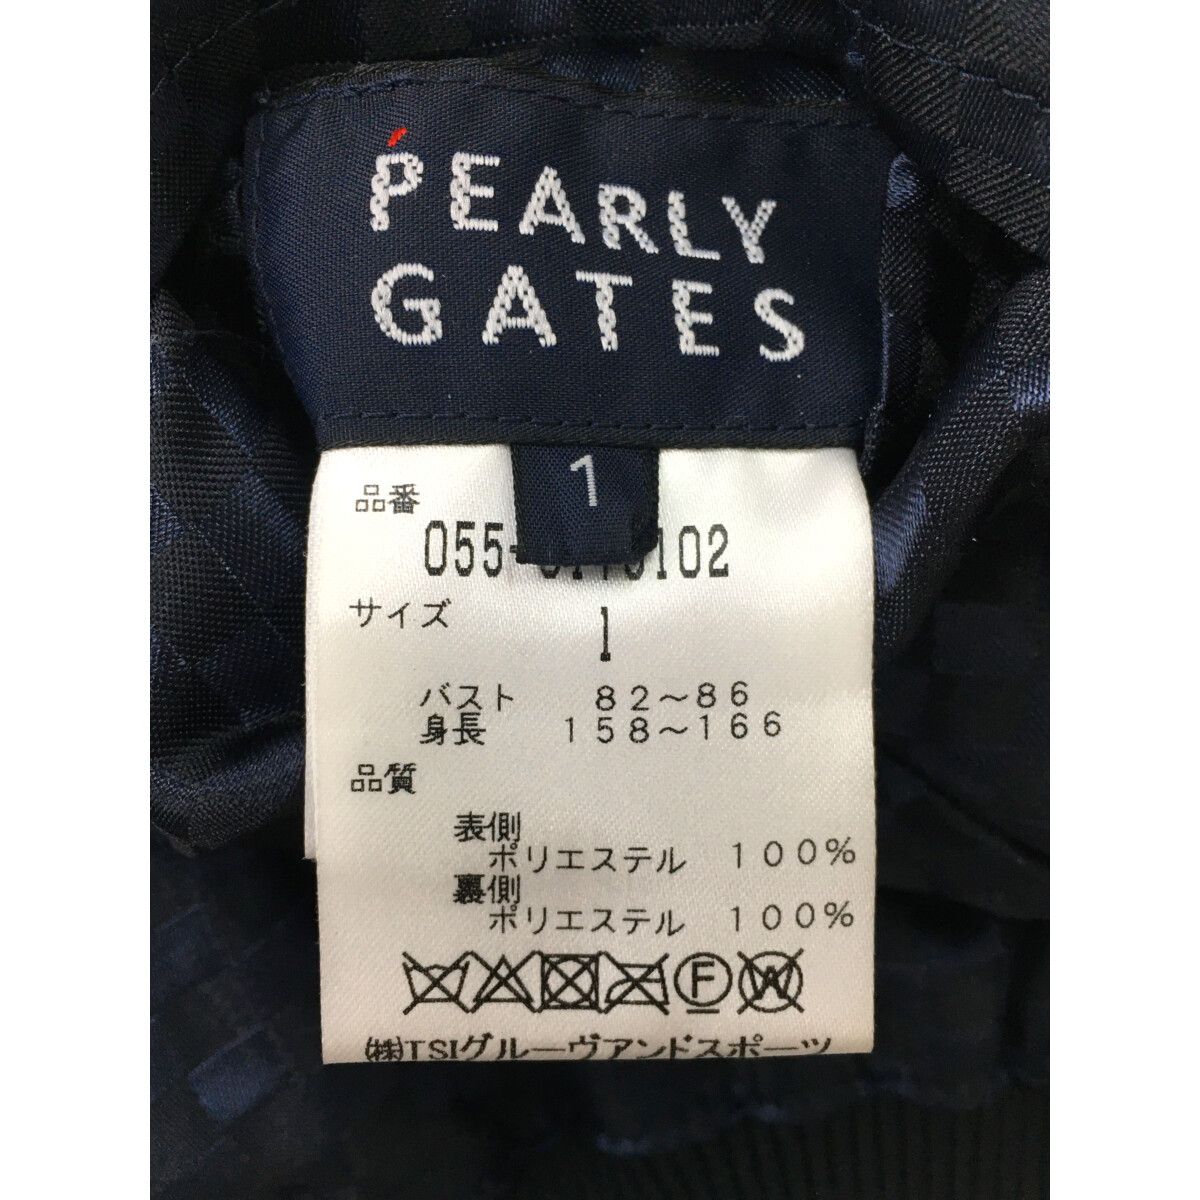 PEARLY
GATES
1
品番
サイズ 1
バスト 82～86
身長 158～166
品質
表側
ポリエステル 100%
裏側
ポリエステル 100%
F W
㈱TSIグルーヴアンドスポーツ